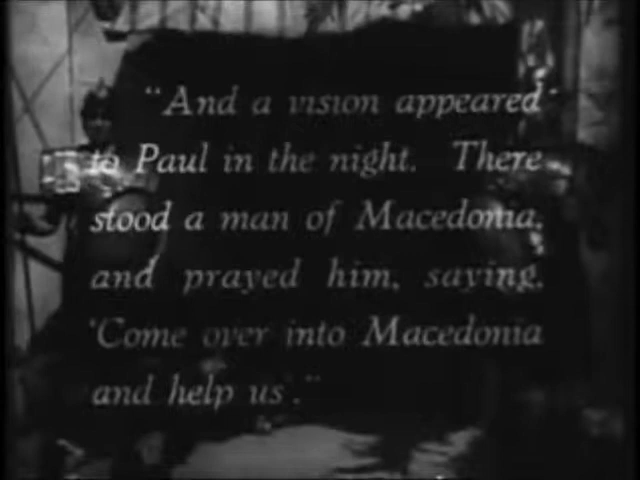 “And a vision appeared
to Paul in the night. There
stood a man of Macedonia,
and prayed him, saying,
‘Come over into Macedonia
and help us’.”